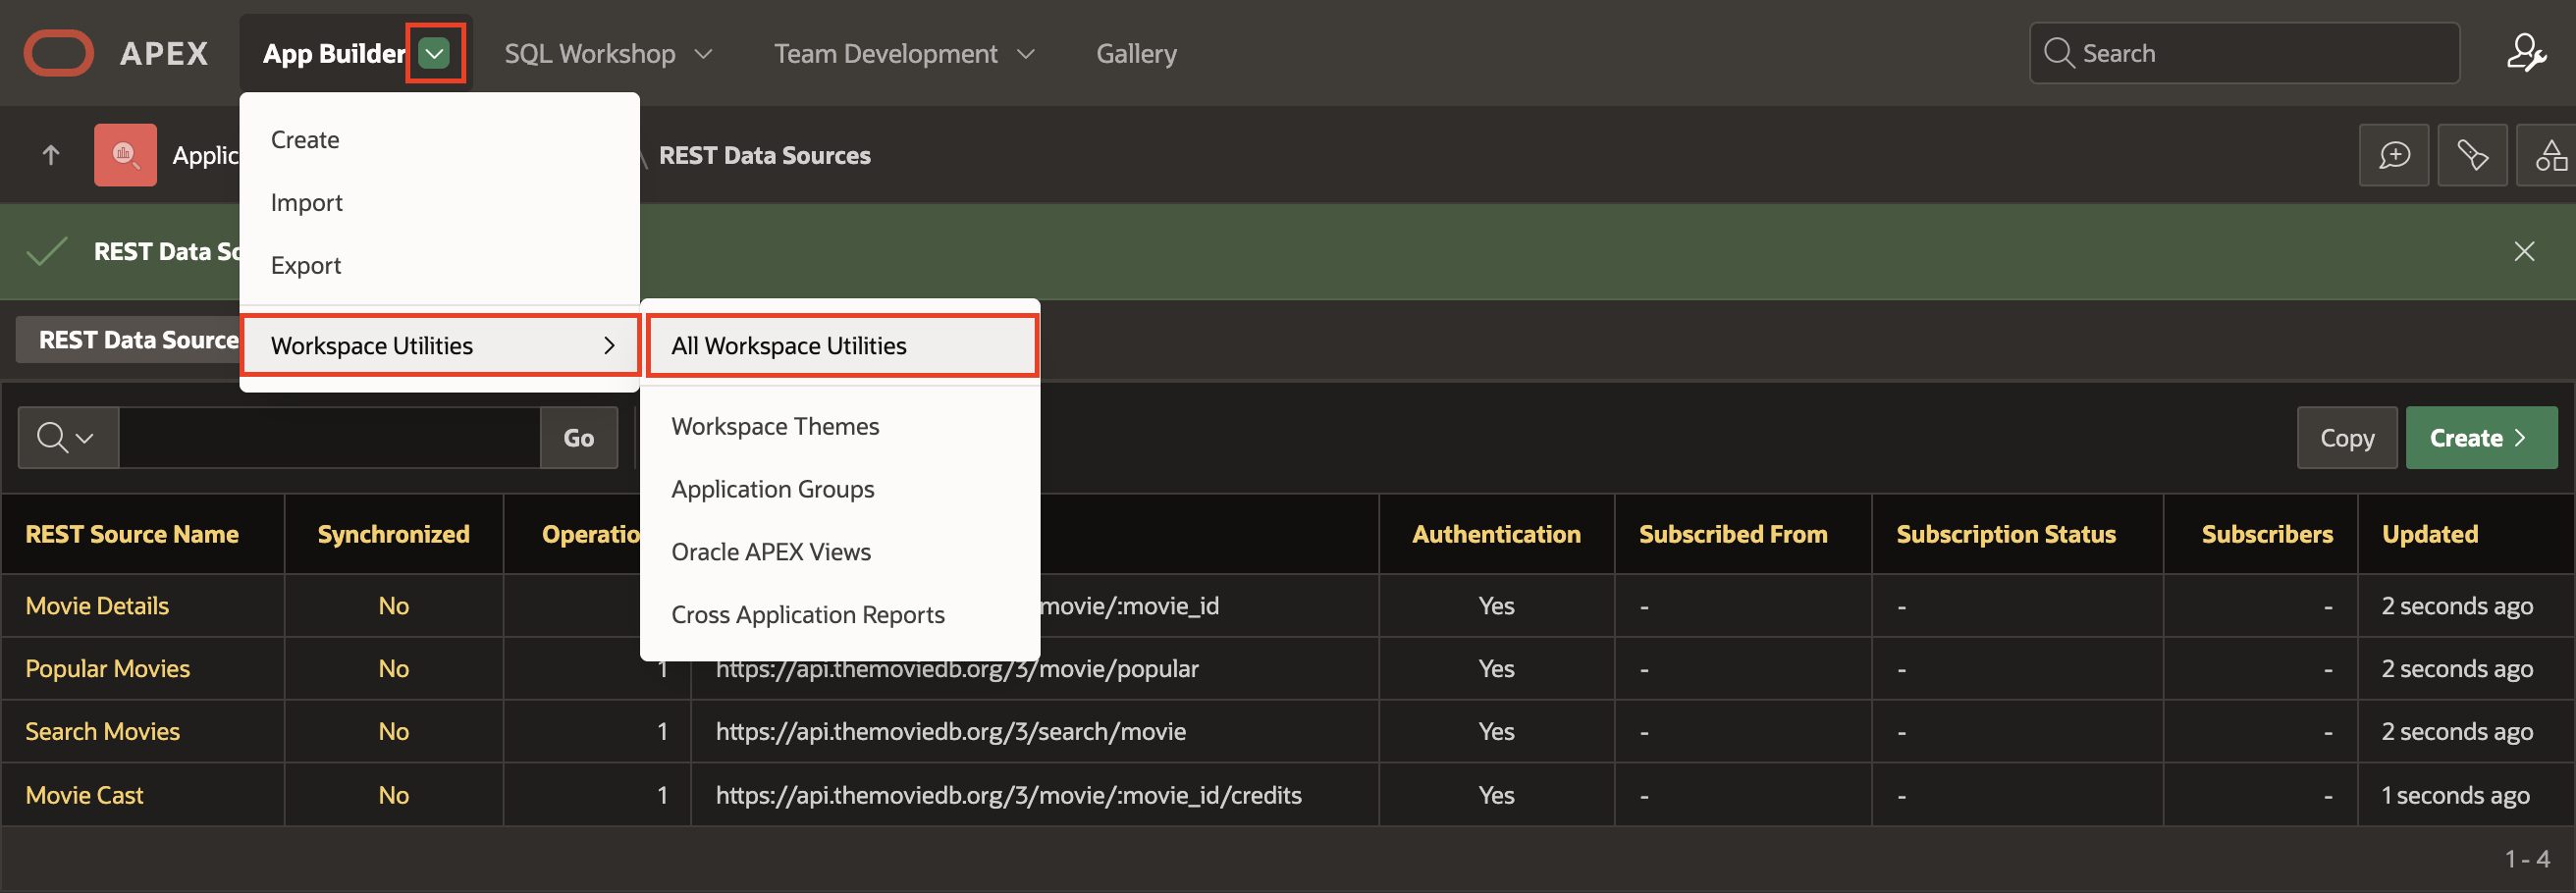 APEX App Builder SQL Workshop Team Development Gallery Search
Create
Applic \ REST Data Sources
Import
REST Data
Export
REST Data Source Workspace Utilities All Workspace Utilities
Workspace Themes
Go Copy Create
Application Groups
REST Source Name Synchronized Authentication Subscribed From Subscription Status Subscribers Updated
Oracle APEX Views
Movie Details No movie/:movie_id Yes - - - 2 seconds ago
Cross Application Reports
Popular Movies No 1 https://api.themoviedb.org/3/movie/popular Yes - - - 2 seconds ago
Search Movies No 1 https://api.themoviedb.org/3/search/movie Yes - - - 2 seconds ago
Movie Cast No 1 https://api.themoviedb.org/3/movie/:movie_id/credits Yes - - - 1 seconds ago
1 - 4